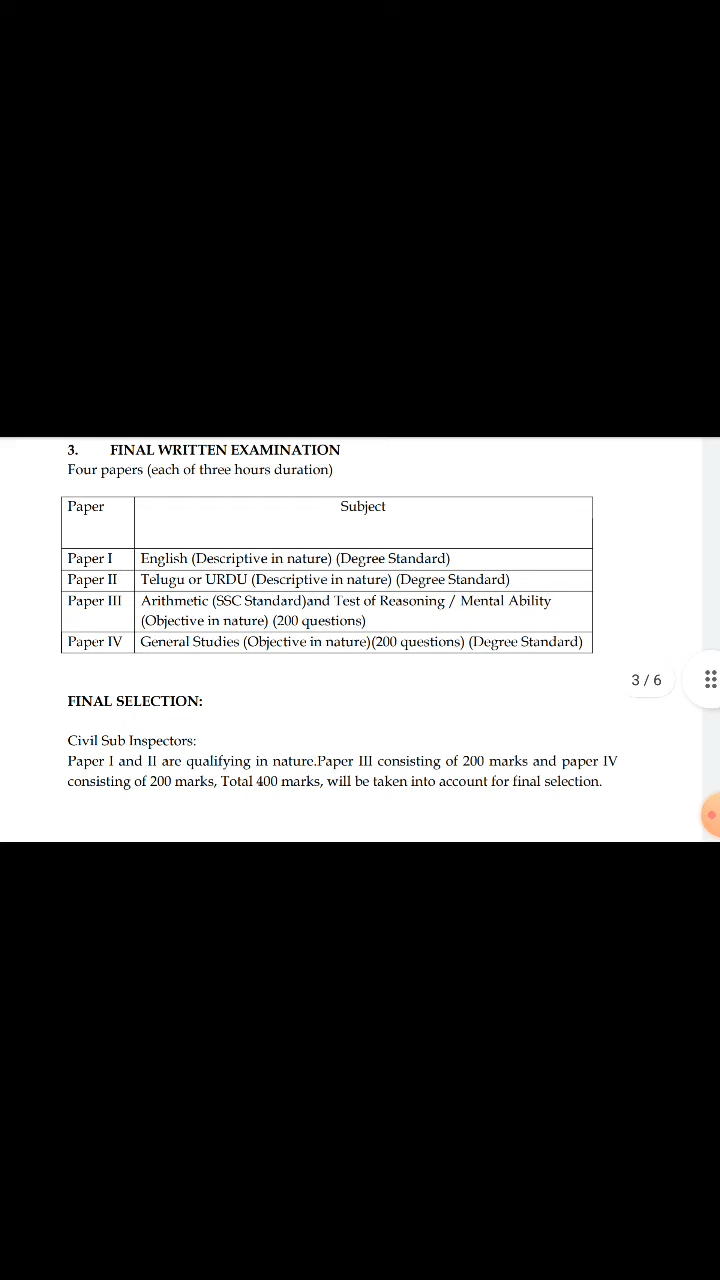 3. FINAL WRITTEN EXAMINATION
Four papers (each of three hours duration)
Paper Subject
Paper I English (Descriptive in nature) (Degree Standard)
Paper II Telugu or URDU (Descriptive in nature) (Degree Standard)
Paper III Arithmetic (SSC Standard)and Test of Reasoning / Mental Ability
(Objective in nature) (200 questions)
Paper IV General Studies (Objective in nature)(200 questions) (Degree Standard)
3 / 6
FINAL SELECTION:
Civil Sub Inspectors:
Paper I and II are qualifying in nature.Paper III consisting of 200 marks and paper IV
consisting of 200 marks, Total 400 marks, will be taken into account for final selection.